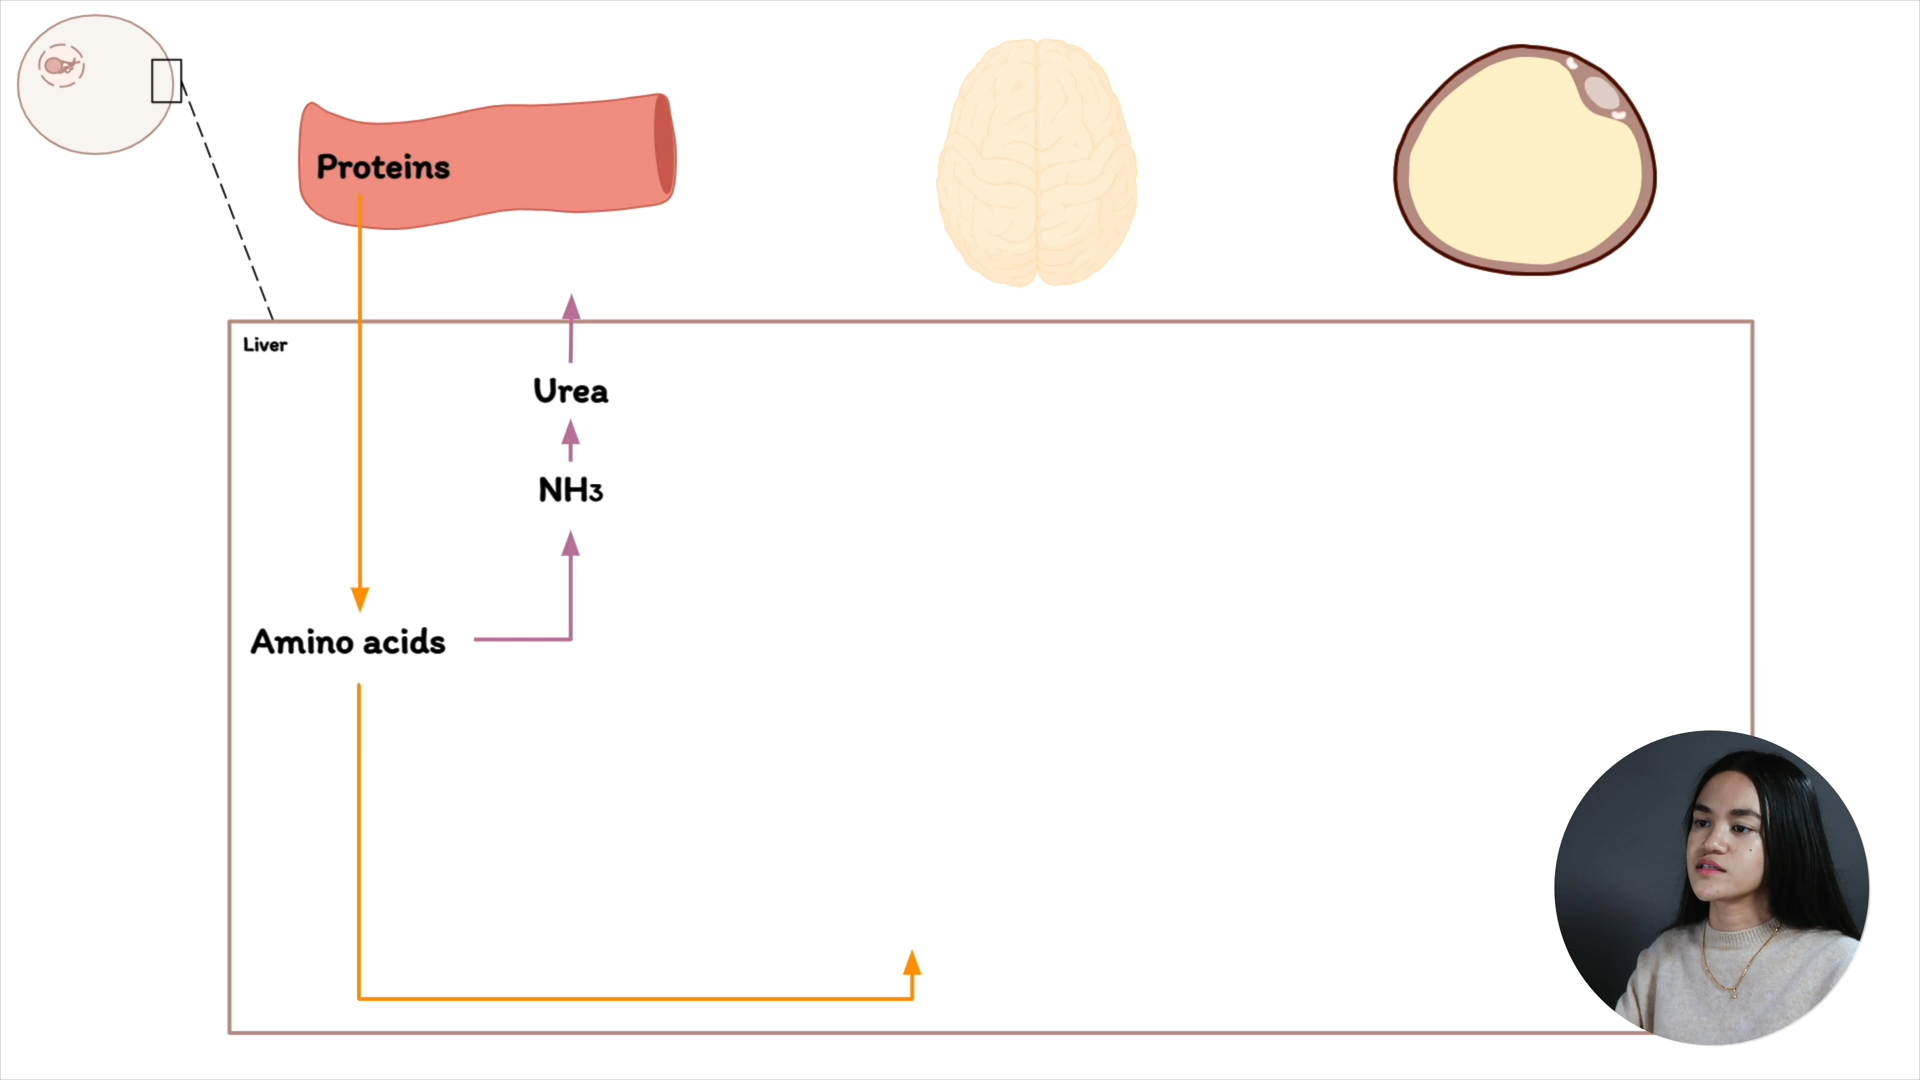 Proteins
Liver
Urea
NH₃
Amino acids